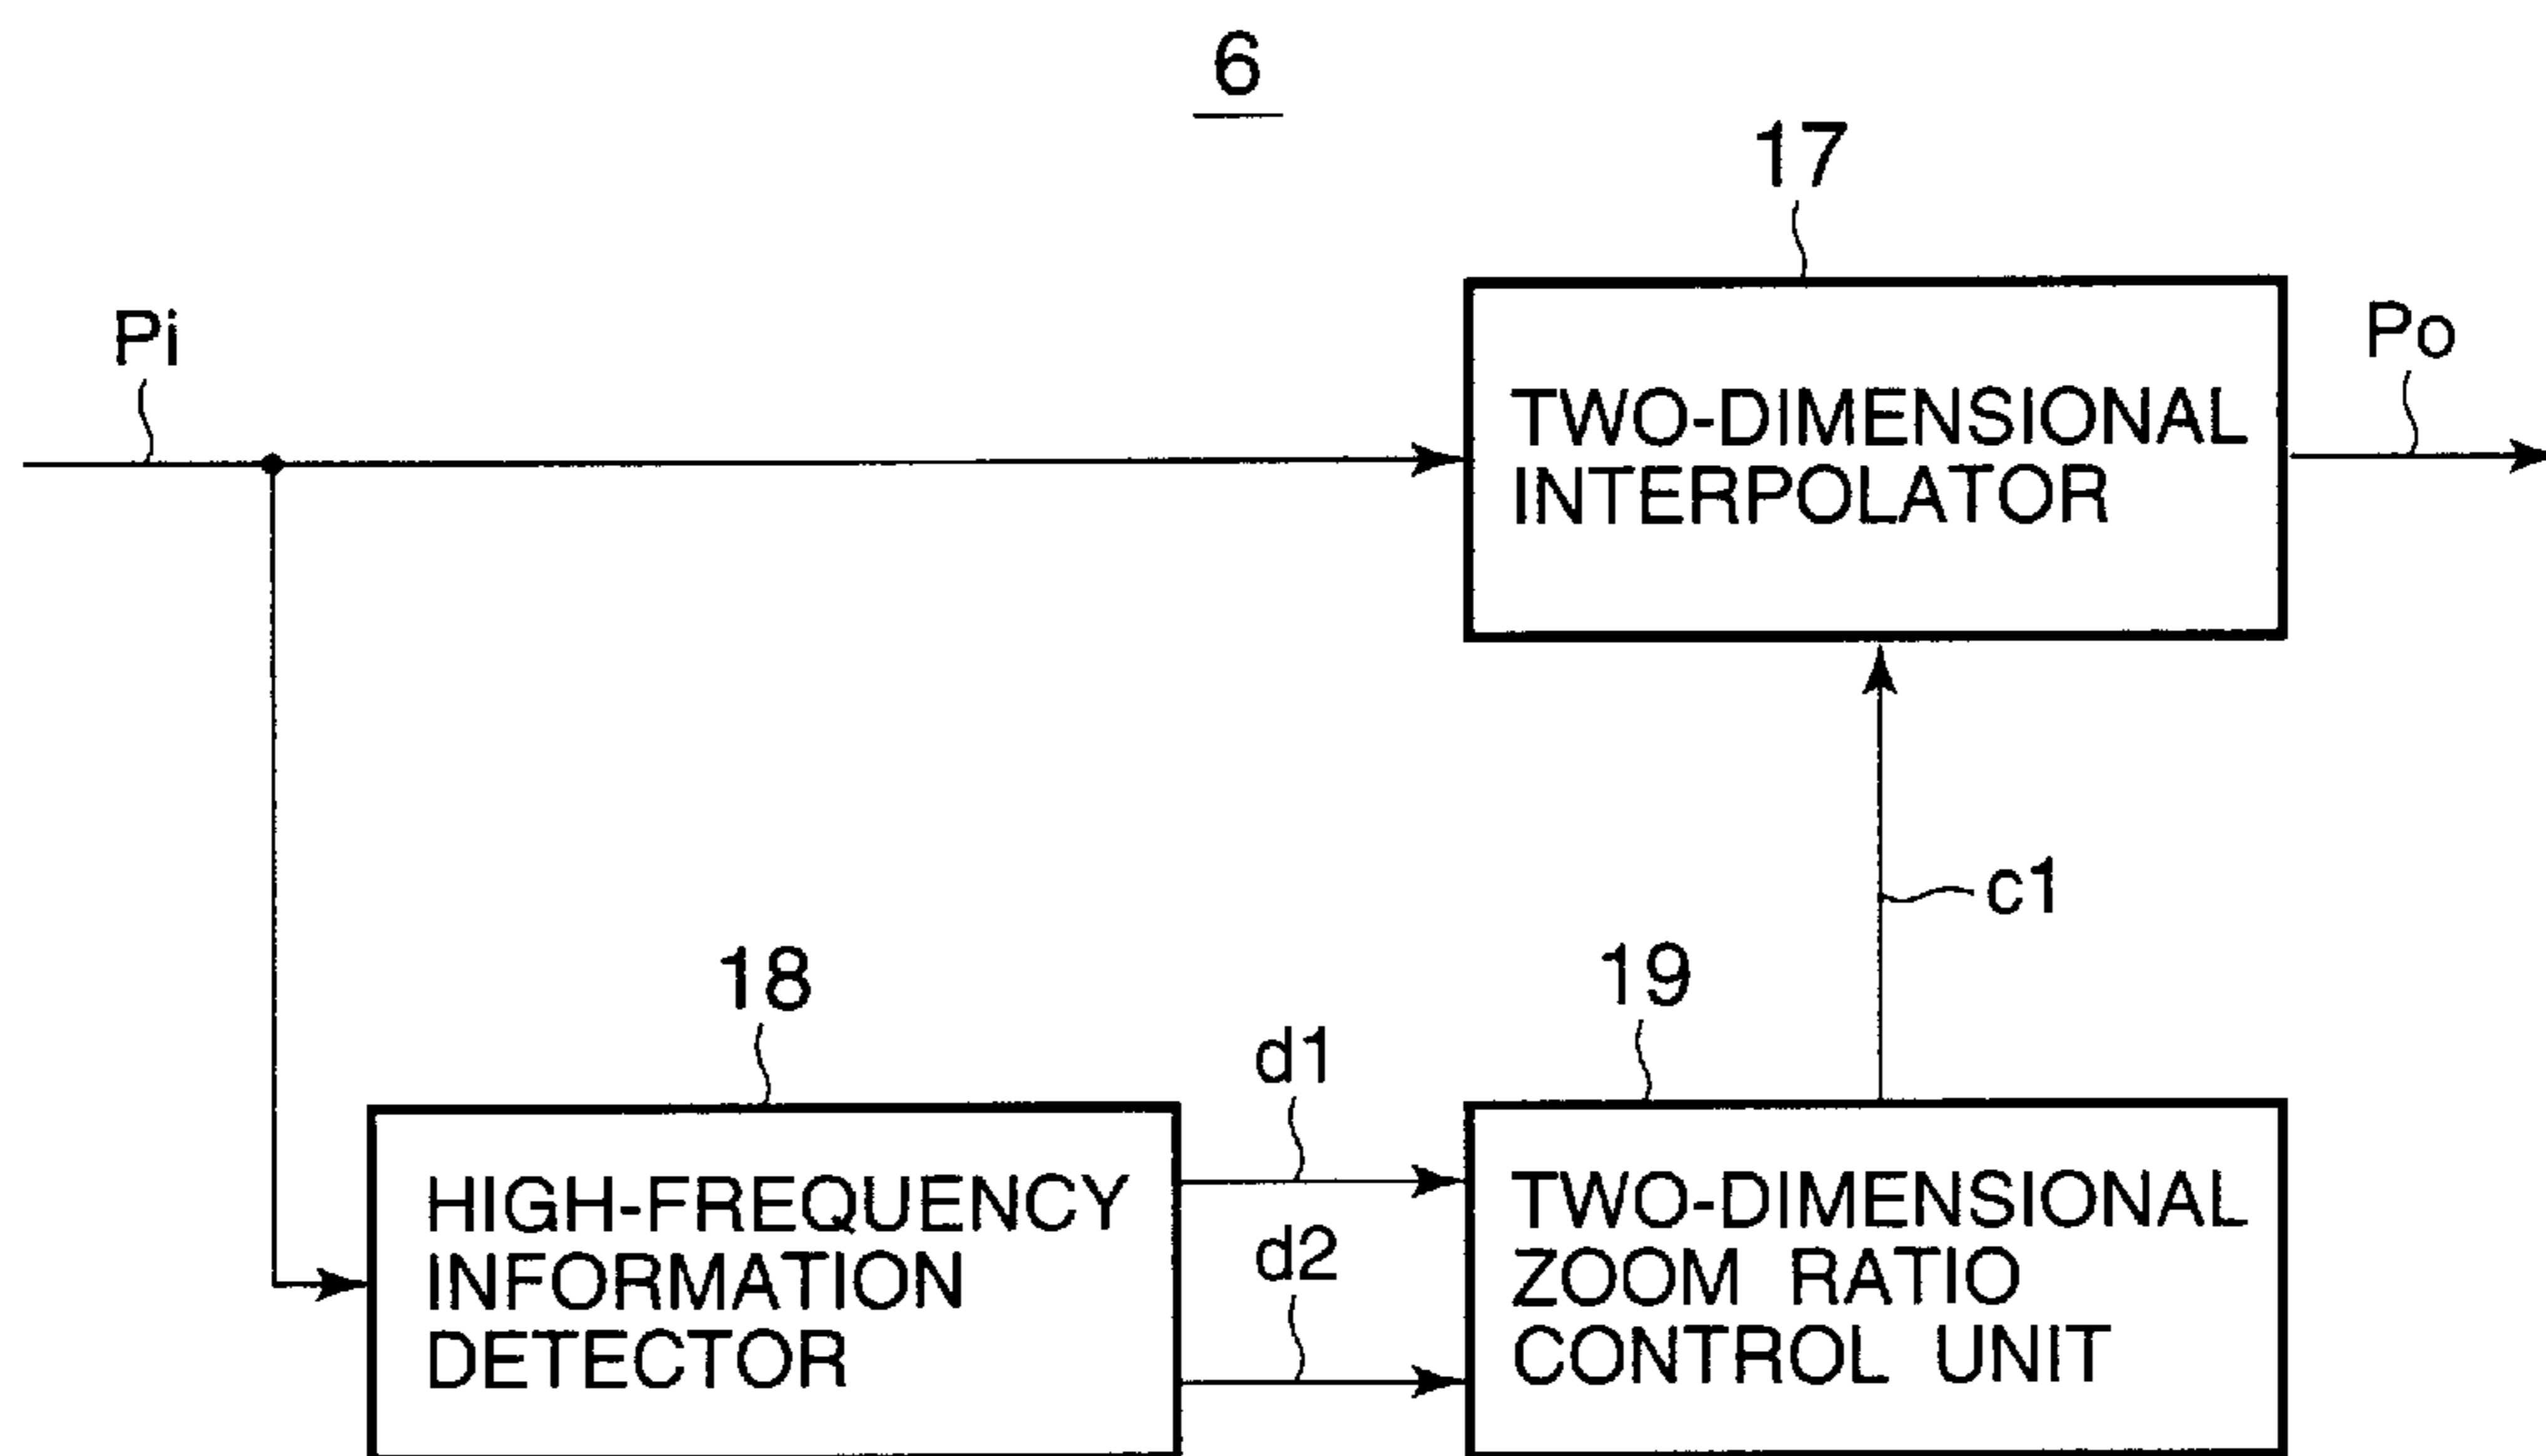 6
17
Pi
Po
TWO-DIMENSIONAL
INTERPOLATOR
c1
18
19
d1
HIGH-FREQUENCY
INFORMATION
DETECTOR
d2
TWO-DIMENSIONAL
ZOOM RATIO
CONTROL UNIT